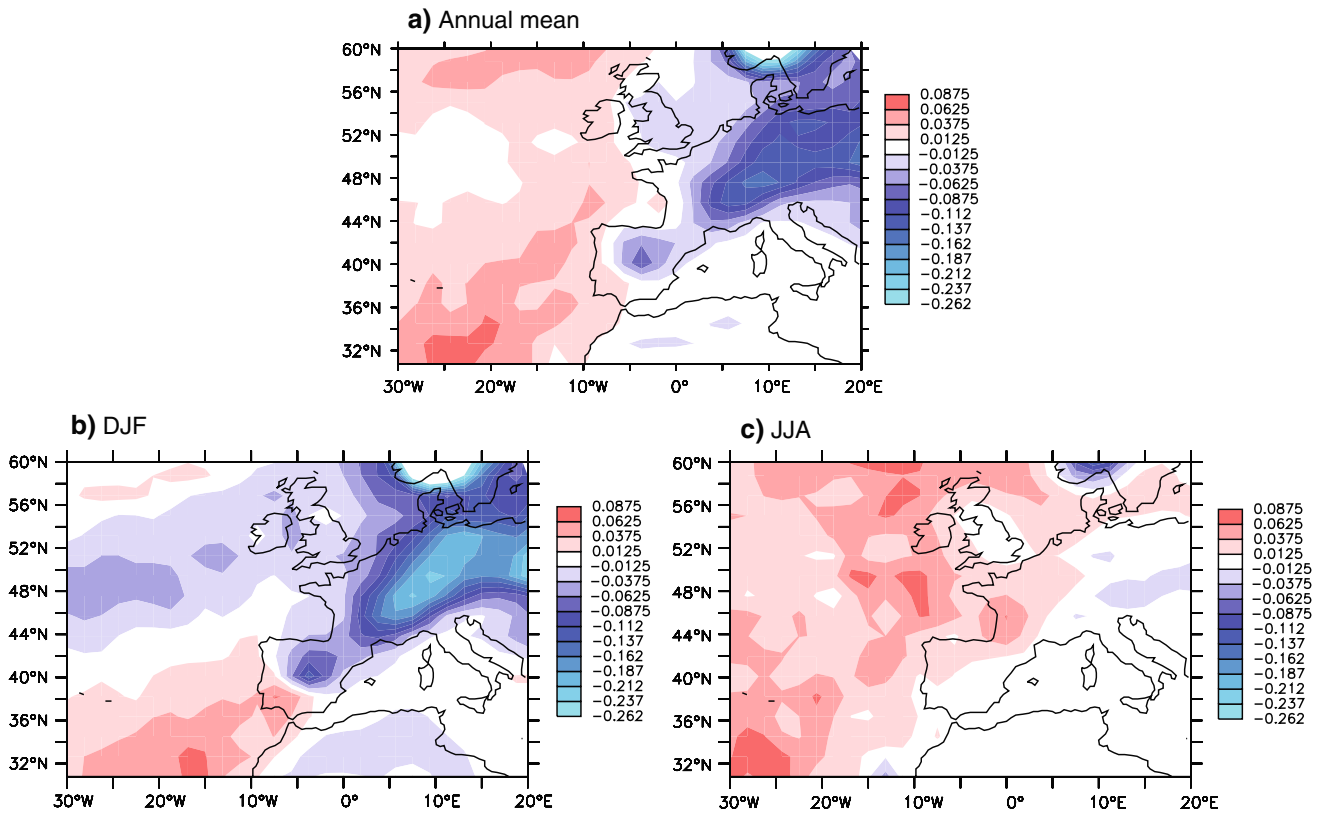 a) Annual mean
60°N
56°N
52°N
48°N
44°N
40°N
36°N
32°N
30°W 20°W 10°W 0° 10°E 20°E
0.0875
0.0625
0.0375
0.0125
−0.0125
−0.0375
−0.0625
−0.0875
−0.112
−0.137
−0.162
−0.187
−0.212
−0.237
−0.262
b) DJF
60°N
56°N
52°N
48°N
44°N
40°N
36°N
32°N
30°W 20°W 10°W 0° 10°E 20°E
0.0875
0.0625
0.0375
0.0125
−0.0125
−0.0375
−0.0625
−0.0875
−0.112
−0.137
−0.162
−0.187
−0.212
−0.237
−0.262
c) JJA
60°N
56°N
52°N
48°N
44°N
40°N
36°N
32°N
30°W 20°W 10°W 0° 10°E 20°E
0.0875
0.0625
0.0375
0.0125
−0.0125
−0.0375
−0.0625
−0.0875
−0.112
−0.137
−0.162
−0.187
−0.212
−0.237
−0.262